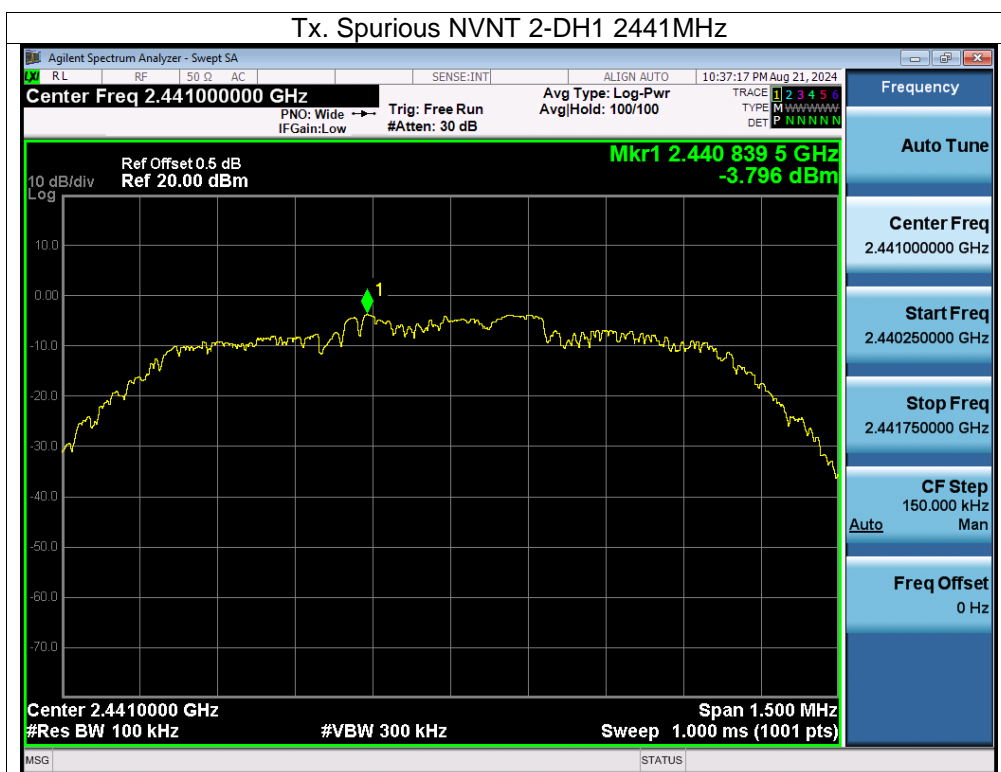 Tx. Spurious NVNT 2-DH1 2441MHz
Agilent Spectrum Analyzer - Swept SA
LXI RL RF 50 Ω AC SENSE:INT ALIGN AUTO 10:37:17 PM Aug 21, 2024
Center Freq 2.441000000 GHz
PNO: Wide
IFGain:Low
Trig: Free Run
#Atten: 30 dB
Avg Type: Log-Pwr
Avg|Hold: 100/100
TRACE 1 2 3 4 5 6
TYPE M WWWWW
DET P N N N N N
Mkr1 2.440 839 5 GHz
-3.796 dBm
Ref Offset 0.5 dB
10 dB/div Ref 20.00 dBm
Log
1
10.0
0.00
-10.0
-20.0
-30.0
-40.0
-50.0
-60.0
-70.0
Center 2.4410000 GHz Span 1.500 MHz
#Res BW 100 kHz #VBW 300 kHz Sweep 1.000 ms (1001 pts)
MSG STATUS
Frequency
Auto Tune
Center Freq
2.441000000 GHz
Start Freq
2.440250000 GHz
Stop Freq
2.441750000 GHz
CF Step
150.000 kHz
Auto Man
Freq Offset
0 Hz